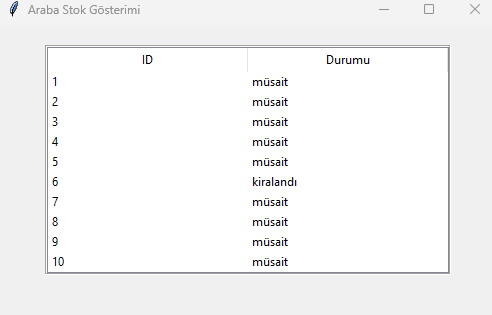 Araba Stok Gösterimi
ID Durumu
1 müsait
2 müsait
3 müsait
4 müsait
5 müsait
6 kiralandı
7 müsait
8 müsait
9 müsait
10 müsait